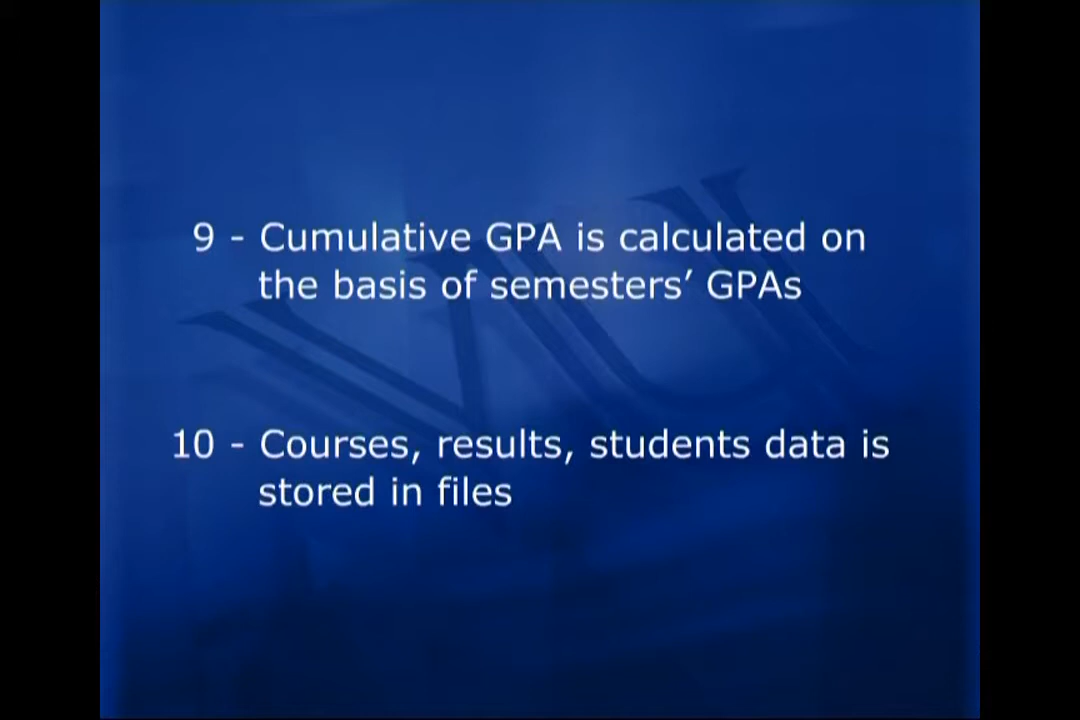 VU
9 - Cumulative GPA is calculated on
the basis of semesters’ GPAs
10 - Courses, results, students data is
stored in files